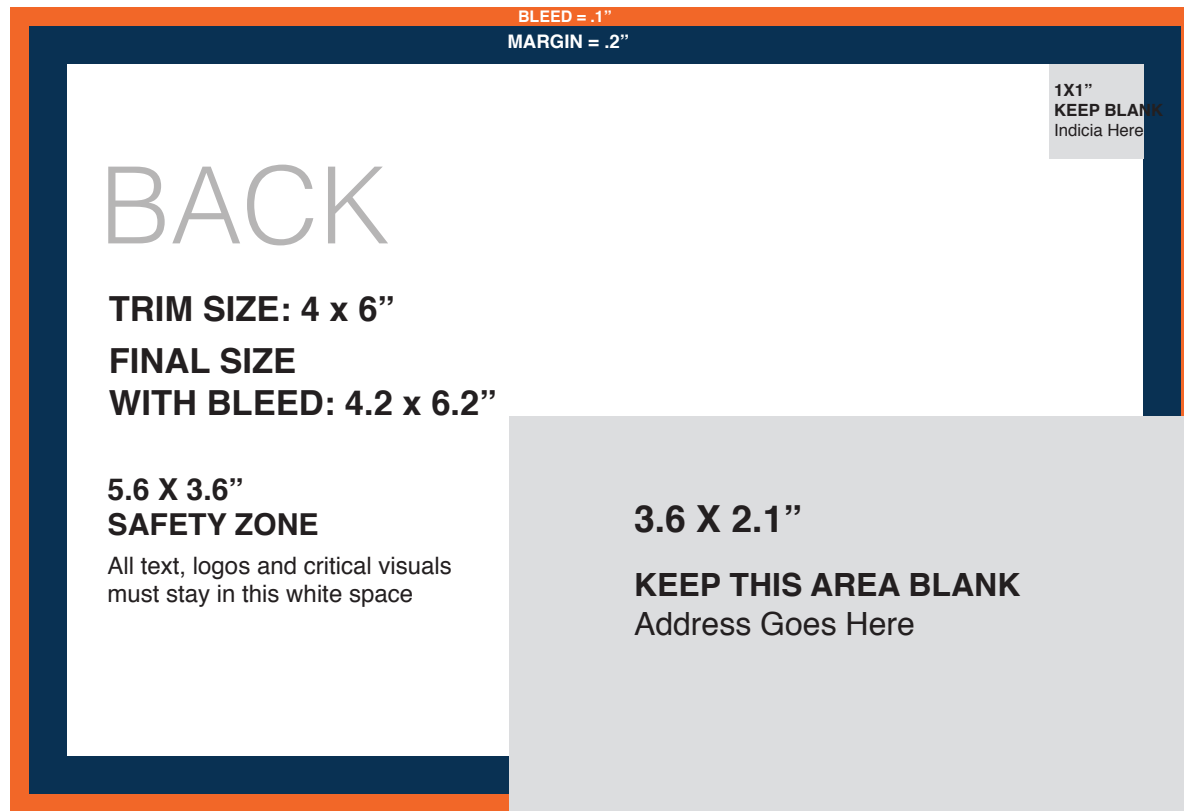 BLEED = .1”
MARGIN = .2”
1X1”
KEEP BLANK
Indicia Here
BACK
TRIM SIZE: 4 x 6”
FINAL SIZE
WITH BLEED: 4.2 x 6.2”
5.6 X 3.6”
SAFETY ZONE
All text, logos and critical visuals
must stay in this white space
3.6 X 2.1”
KEEP THIS AREA BLANK
Address Goes Here